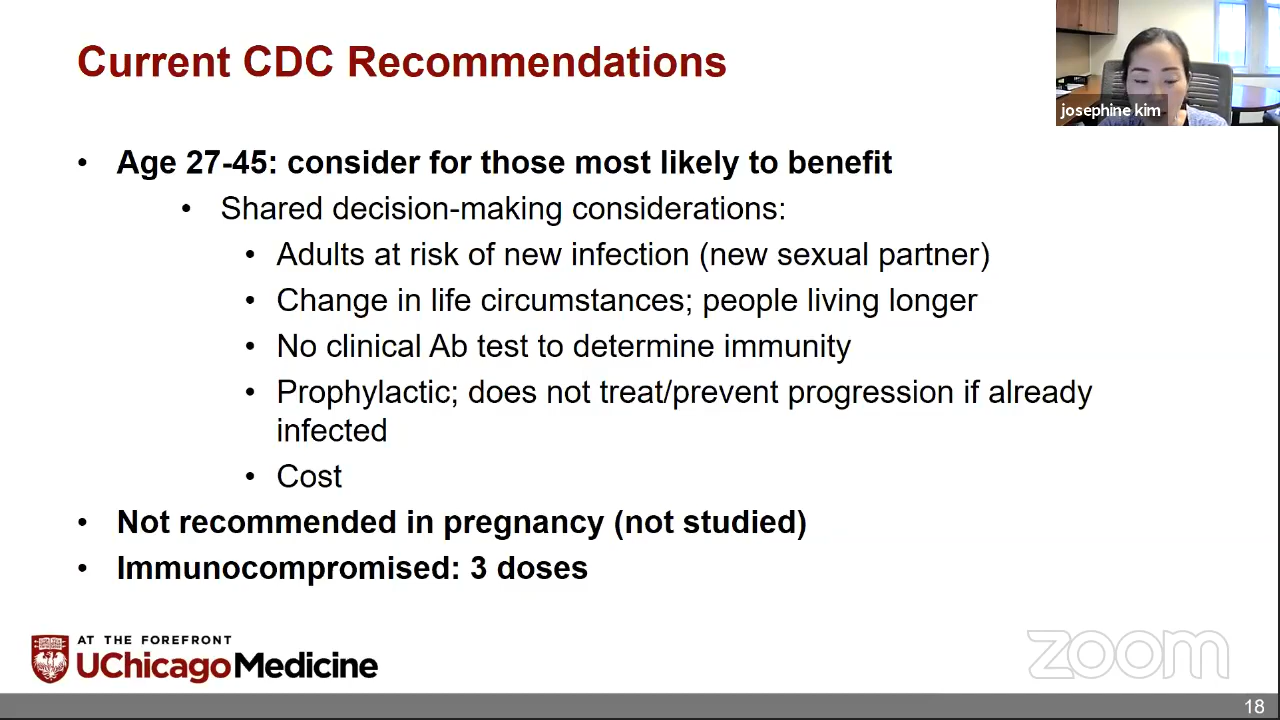 Current CDC Recommendations
josephine kim
• Age 27-45: consider for those most likely to benefit
• Shared decision-making considerations:
• Adults at risk of new infection (new sexual partner)
• Change in life circumstances; people living longer
• No clinical Ab test to determine immunity
• Prophylactic; does not treat/prevent progression if already
infected
• Cost
• Not recommended in pregnancy (not studied)
• Immunocompromised: 3 doses
AT THE FOREFRONT
UChicago Medicine
zoom
18